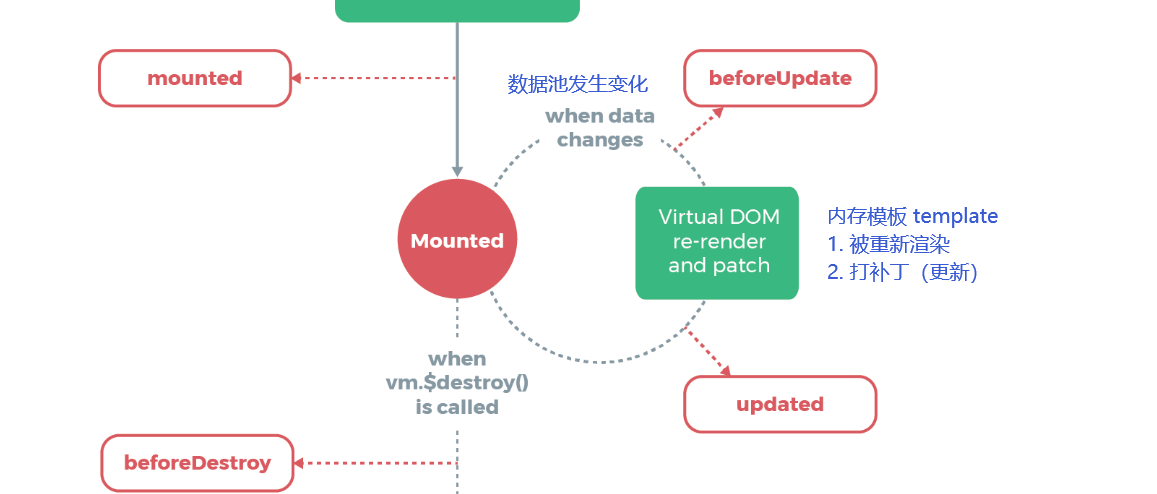 mounted
数据池发生变化
beforeUpdate
when data
changes
Mounted
Virtual DOM
re-render
and patch
内存模板 template
1. 被重新渲染
2. 打补丁（更新）
when
vm.$destroy()
is called
updated
beforeDestroy